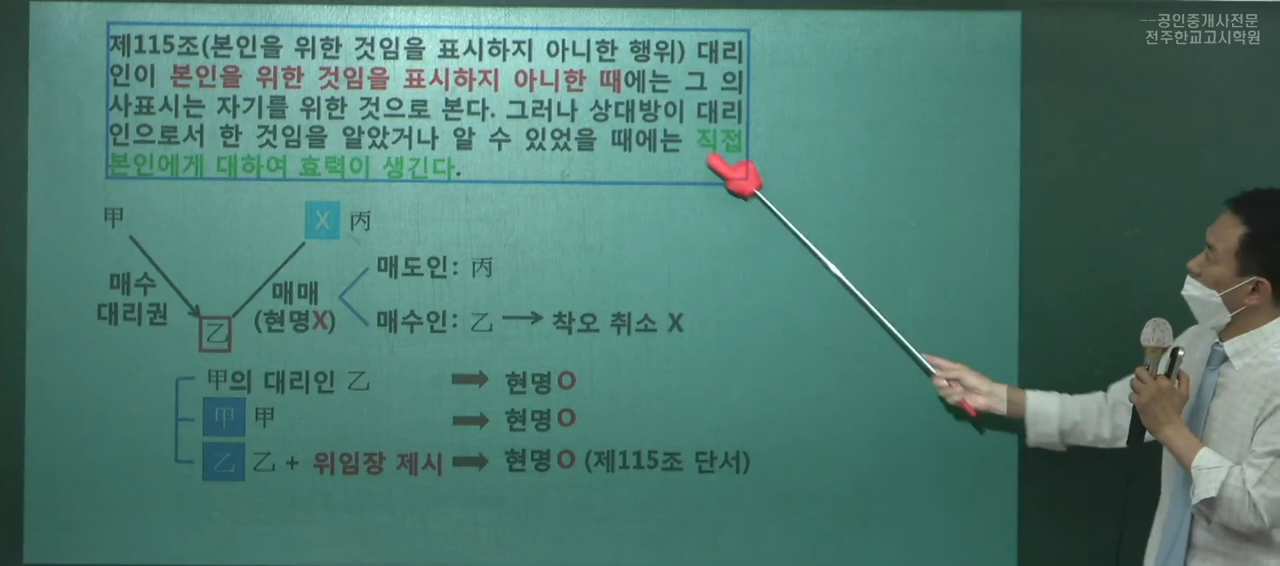 --공인중개사전문
전주한교고시학원
제115조(본인을 위한 것임을 표시하지 아니한 행위) 대리
인이 본인을 위한 것임을 표시하지 아니한 때에는 그 의
사표시는 자기를 위한 것으로 본다. 그러나 상대방이 대리
인으로서 한 것임을 알았거나 알 수 있었을 때에는 직접
본인에게 대하여 효력이 생긴다.
甲 X 丙
매수
대리권
乙
매매
(현명X)
매도인: 丙
매수인: 乙 → 착오 취소 X
甲의 대리인 乙 ➡ 현명O
甲 甲 ➡ 현명O
乙 乙 + 위임장 제시 ➡ 현명O (제115조 단서)